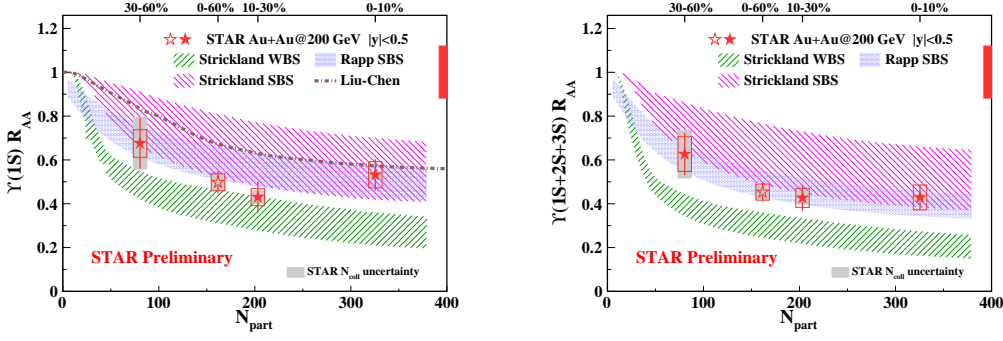 30-60% 0-60% 10-30% 0-10%
1.2
1
0.8
0.6
0.4
0.2
0
ϒ(1S) R_AA
STAR Au+Au@200 GeV |y|<0.5
Strickland WBS Rapp SBS
Strickland SBS Liu-Chen
STAR Preliminary
STAR N_coll uncertainty
0 100 200 300 400
N_part
30-60% 0-60% 10-30% 0-10%
1.2
1
0.8
0.6
0.4
0.2
0
ϒ(1S+2S+3S) R_AA
STAR Au+Au@200 GeV |y|<0.5
Strickland WBS Rapp SBS
Strickland SBS
STAR Preliminary
STAR N_coll uncertainty
0 100 200 300 400
N_part